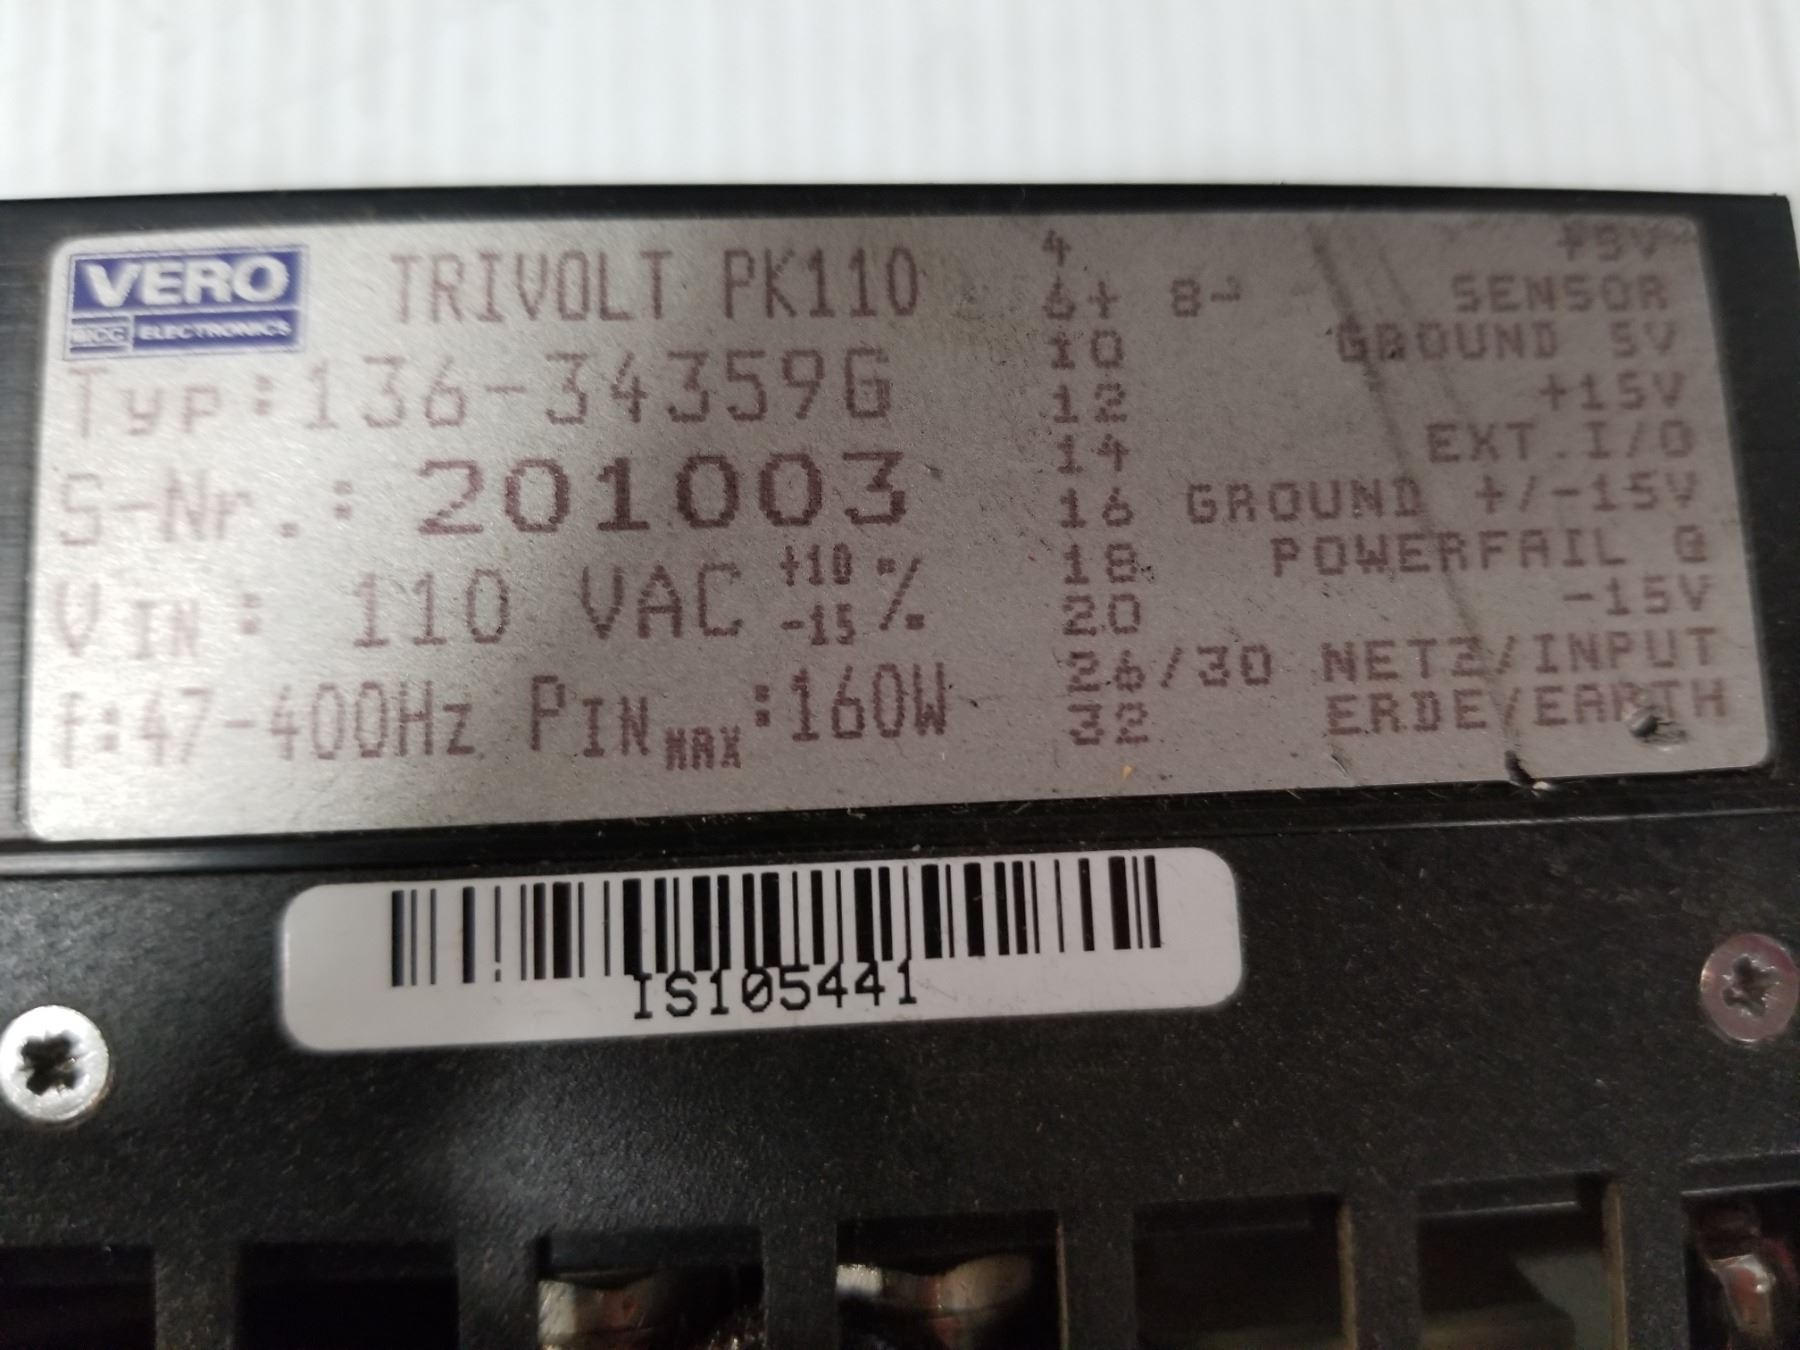 VERO
BICC ELECTRONICS
TRIVOLT PK110
Typ:136-34359G
S-Nr.: 201003
VIN: 110 VAC +10 -15 %
f:47-400Hz PINMAX:160W
4 +5V
6+ 8- SENSOR
10 GROUND 5V
12 +15V
14 EXT.I/O
16 GROUND +/-15V
18 POWERFAIL @
20 -15V
26/30 NETZ/INPUT
32 ERDE/EARTH
IS105441